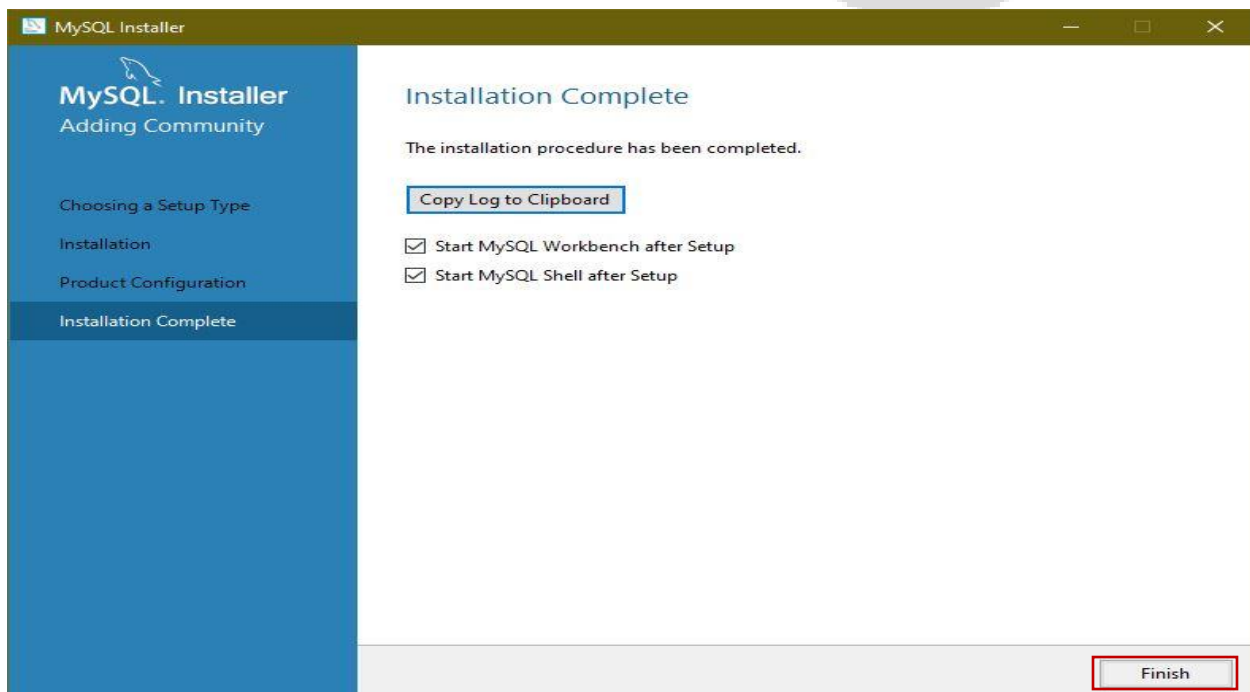 MySQL Installer
MySQL. Installer
Adding Community
Choosing a Setup Type
Installation
Product Configuration
Installation Complete
Installation Complete
The installation procedure has been completed.
Copy Log to Clipboard
Start MySQL Workbench after Setup
Start MySQL Shell after Setup
Finish